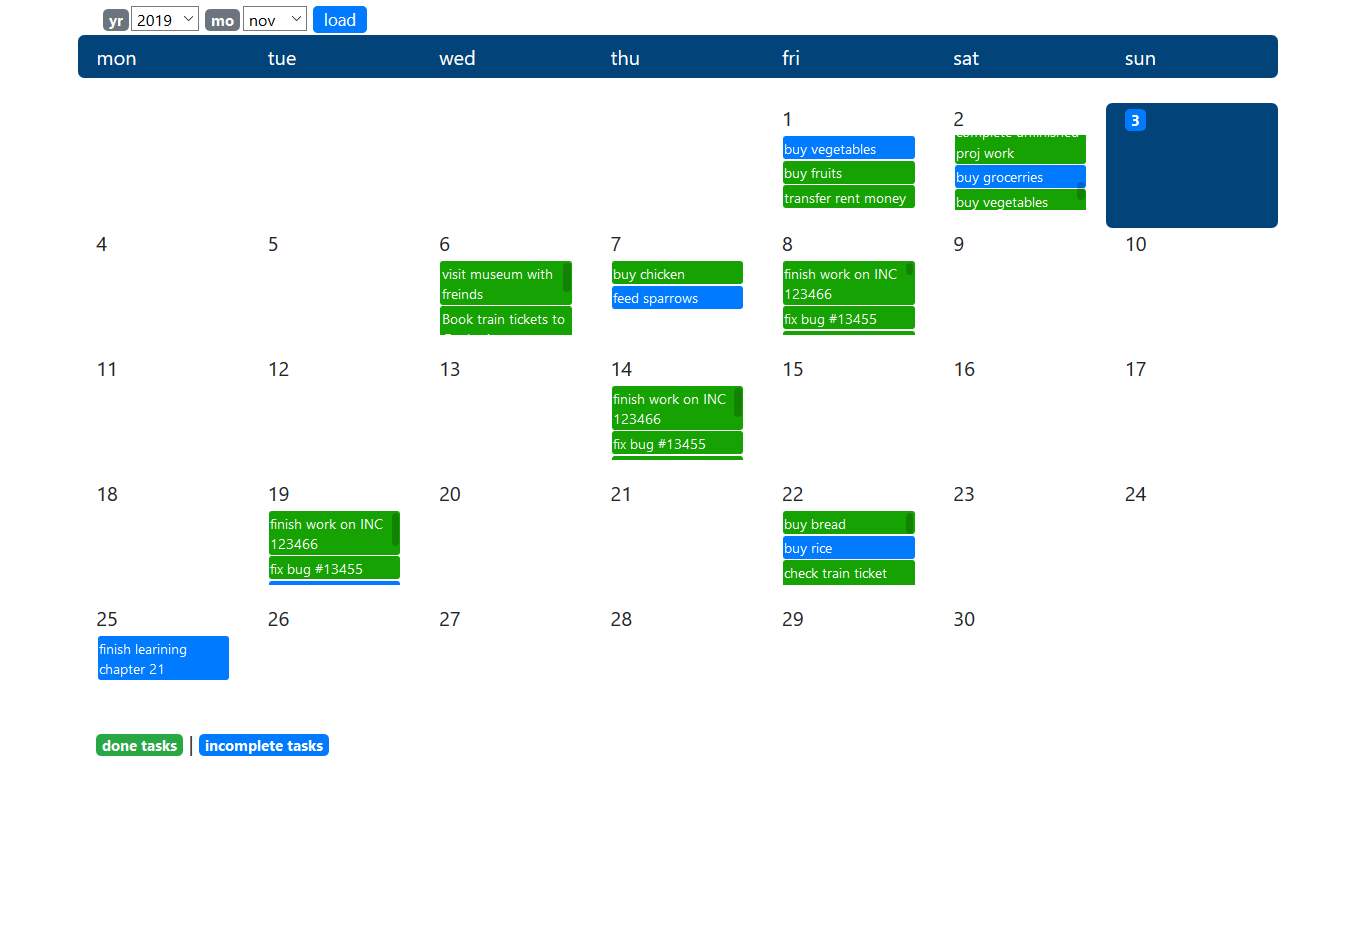 yr 2019 mo nov load
mon tue wed thu fri sat sun
1 2 3
buy vegetables
buy fruits
transfer rent money
complete unfinished
proj work
buy grocerries
buy vegetables
4 5 6 7 8 9 10
visit museum with
freinds
Book train tickets to
buy chicken
feed sparrows
finish work on INC
123466
fix bug #13455
11 12 13 14 15 16 17
finish work on INC
123466
fix bug #13455
18 19 20 21 22 23 24
finish work on INC
123466
fix bug #13455
buy bread
buy rice
check train ticket
25 26 27 28 29 30
finish learining
chapter 21
done tasks | incomplete tasks